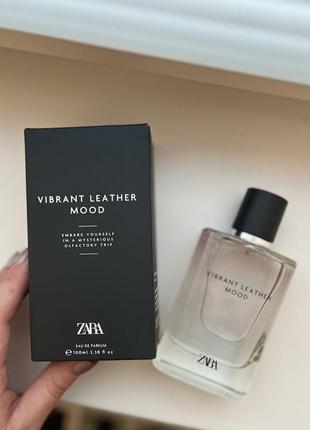 VIBRANT LEATHER
MOOD
EMBARK YOURSELF
IN A MYSTERIOUS
OLFACTORY TRIP
ZARA
EAU DE PARFUM
℮100ml 3.38 fl. oz
VIBRANT LEATHER
MOOD
ZARA